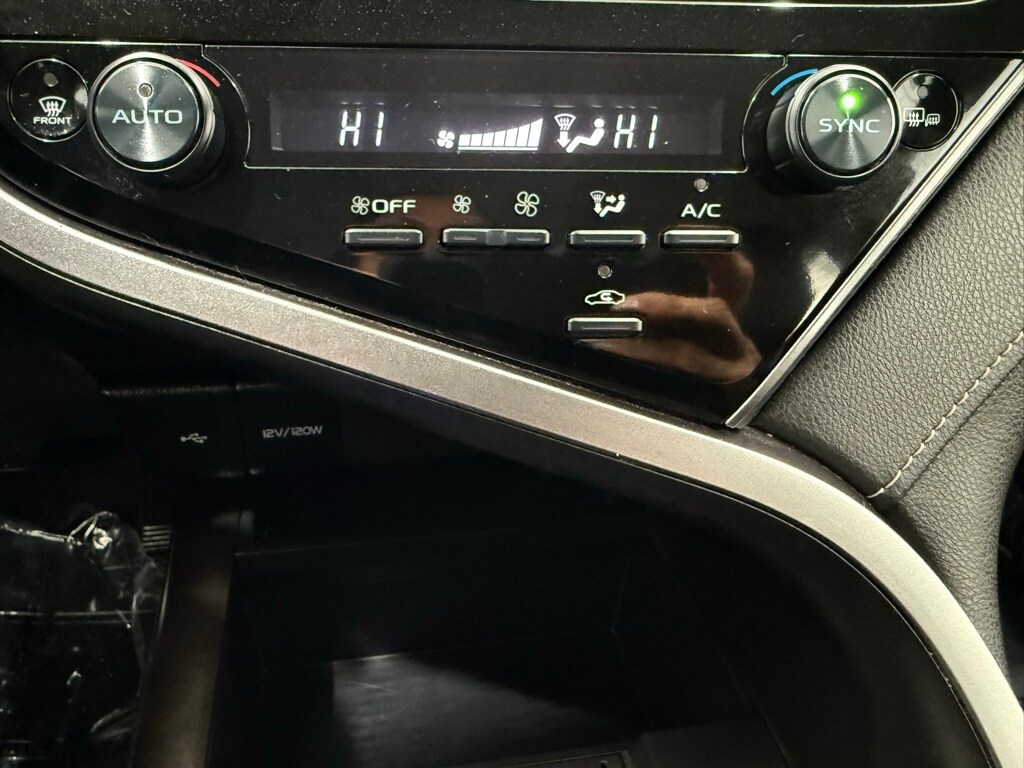 FRONT
AUTO
HI
HI
SYNC
OFF
A/C
12V/120W